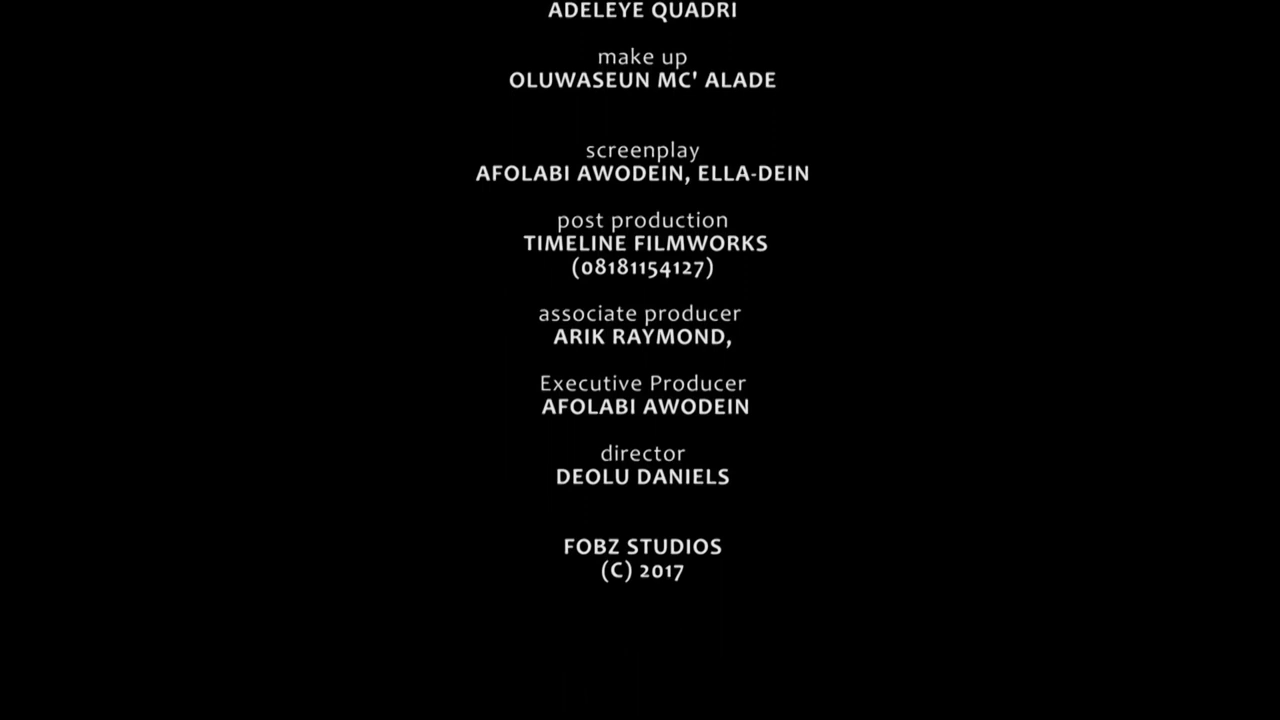 ADELEYE QUADRI
make up
OLUWASEUN MC' ALADE
screenplay
AFOLABI AWODEIN, ELLA-DEIN
post production
TIMELINE FILMWORKS
(08181154127)
associate producer
ARIK RAYMOND,
Executive Producer
AFOLABI AWODEIN
director
DEOLU DANIELS
FOBZ STUDIOS
(C) 2017